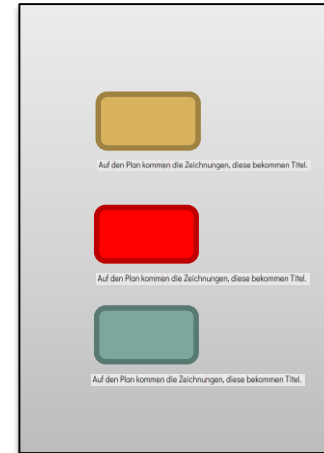 Auf den Plan kommen die Zeichnungen, diese bekommen Titel.
Auf den Plan kommen die Zeichnungen, diese bekommen Titel.
Auf den Plan kommen die Zeichnungen, diese bekommen Titel.